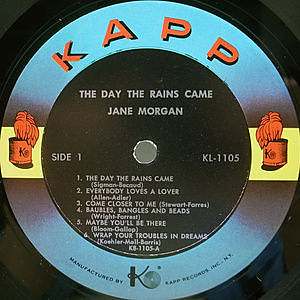 KAPP
THE DAY THE RAINS CAME
JANE MORGAN
SIDE 1
KL-1105
1. THE DAY THE RAINS CAME
(Sigman-Becaud)
2. EVERYBODY LOVES A LOVER
(Allen-Adler)
3. COME CLOSER TO ME (Stewart-Farres)
4. BAUBLES, BANGLES AND BEADS
(Wright-Forrest)
5. MAYBE YOU'LL BE THERE
(Bloom-Gallop)
6. WRAP YOUR TROUBLES IN DREAMS
(Koehler-Moll-Barris)
K8-1105-A
MANUFACTURED BY K KAPP RECORDS, INC., N.Y.